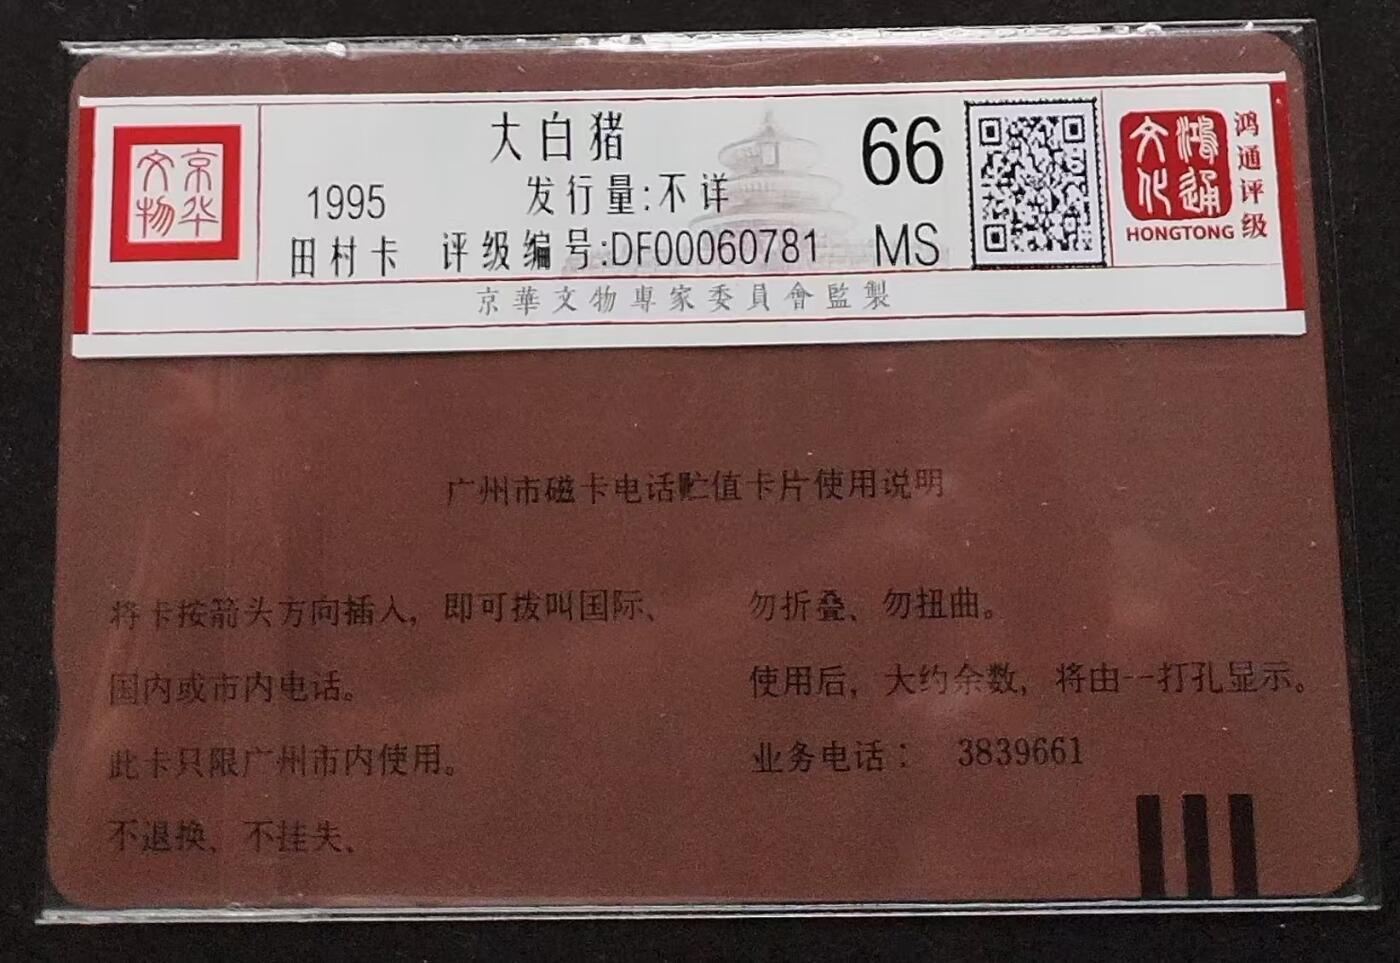 京华
文物
大白猪
1995
发行量:不详
田村卡
评级编号:DF00060781
66
MS
鸿通
文化
HONGTONG
鸿通评级
京華文物專家委員會監製
广州市磁卡电话贮值卡片使用说明
将卡按箭头方向插入，即可拨叫国际、
国内或市内电话。
此卡只限广州市内使用。
不退换、不挂失、
勿折叠、勿扭曲。
使用后，大约余数，将由一打孔显示。
业务电话： 3839661